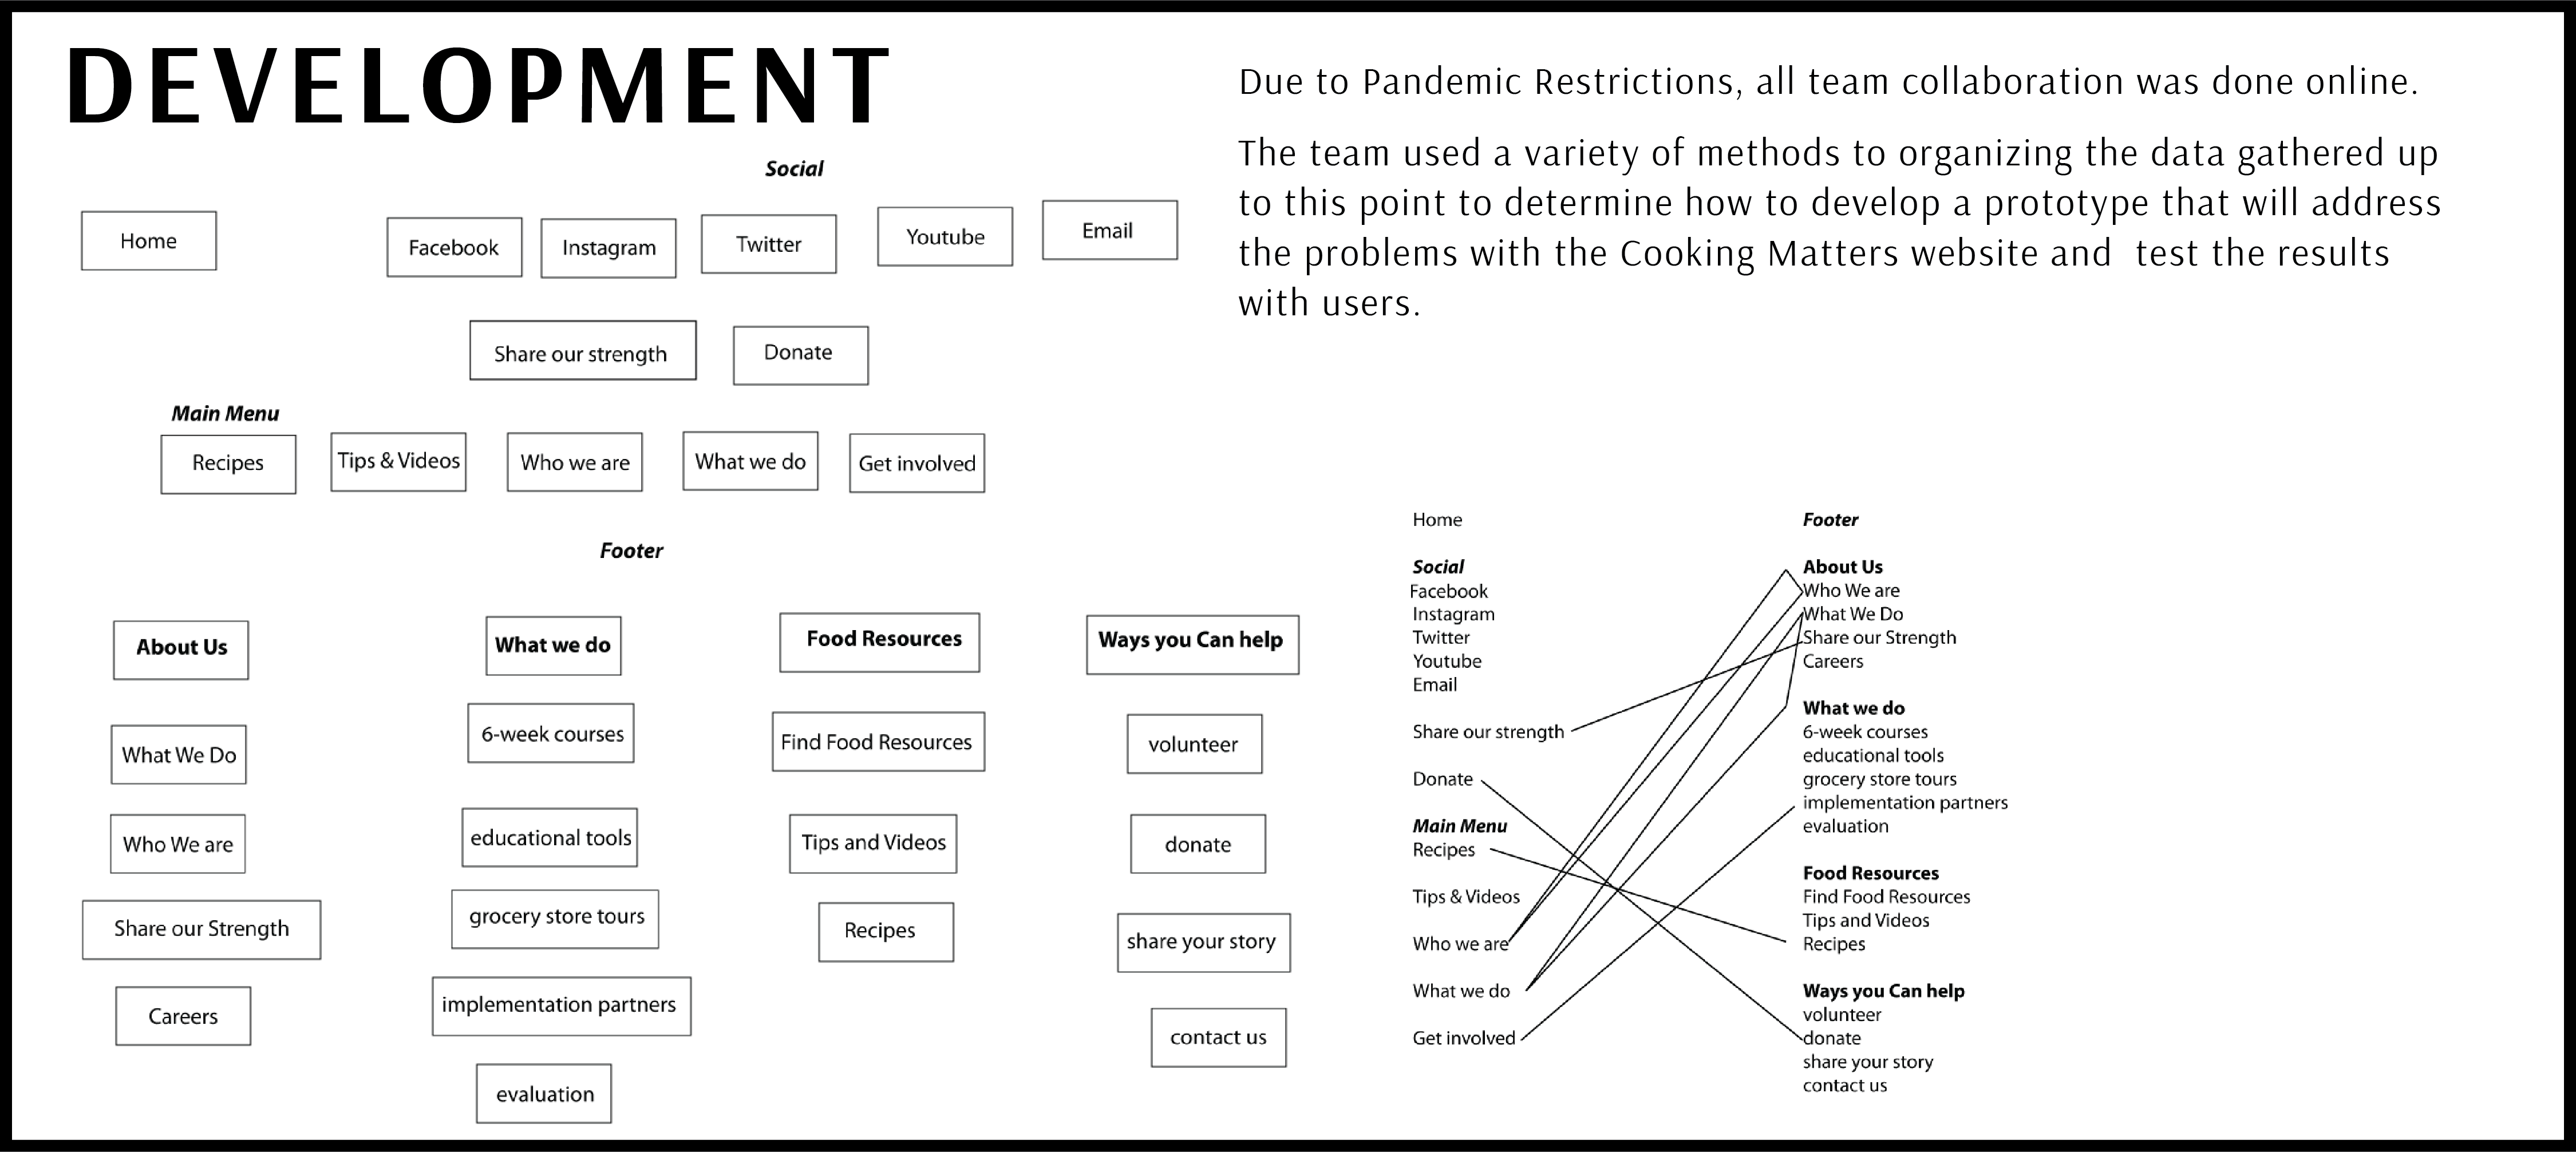 DEVELOPMENT
Due to Pandemic Restrictions, all team collaboration was done online.
The team used a variety of methods to organizing the data gathered up
to this point to determine how to develop a prototype that will address
the problems with the Cooking Matters website and  test the results
with users.
Social
Home
Facebook
Instagram
Twitter
Youtube
Email
Share our strength
Donate
Main Menu
Recipes
Tips & Videos
Who we are
What we do
Get involved
Footer
About Us
What We Do
Who We are
Share our Strength
Careers
What we do
6-week courses
educational tools
grocery store tours
implementation partners
evaluation
Food Resources
Find Food Resources
Tips and Videos
Recipes
Ways you Can help
volunteer
donate
share your story
contact us
Home
Social
Facebook
Instagram
Twitter
Youtube
Email
Share our strength
Donate
Main Menu
Recipes
Tips & Videos
Who we are
What we do
Get involved
Footer
About Us
Who We are
What We Do
Share our Strength
Careers
What we do
6-week courses
educational tools
grocery store tours
implementation partners
evaluation
Food Resources
Find Food Resources
Tips and Videos
Recipes
Ways you Can help
volunteer
donate
share your story
contact us